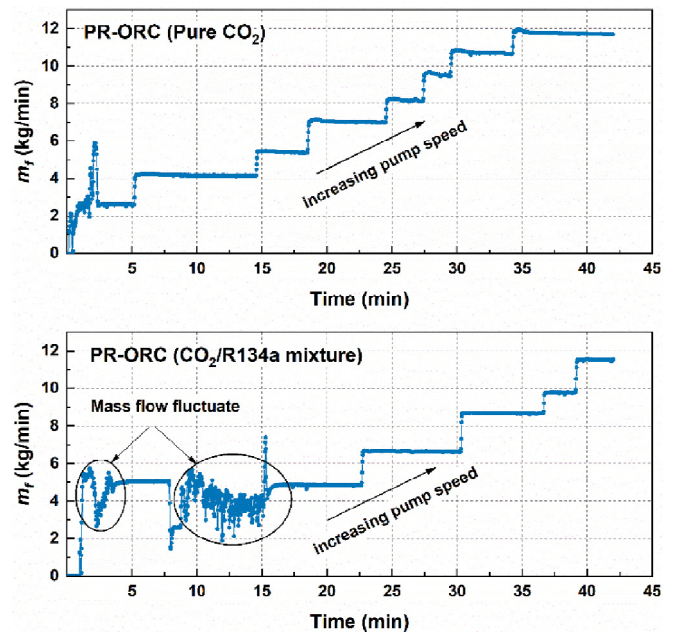 PR-ORC (Pure CO₂)
12
10
8
6
4
2
0
m_f (kg/min)
increasing pump speed
5 10 15 20 25 30 35 40 45
Time (min)
PR-ORC (CO₂/R134a mixture)
Mass flow fluctuate
12
10
8
6
4
2
0
m_f (kg/min)
increasing pump speed
5 10 15 20 25 30 35 40 45
Time (min)